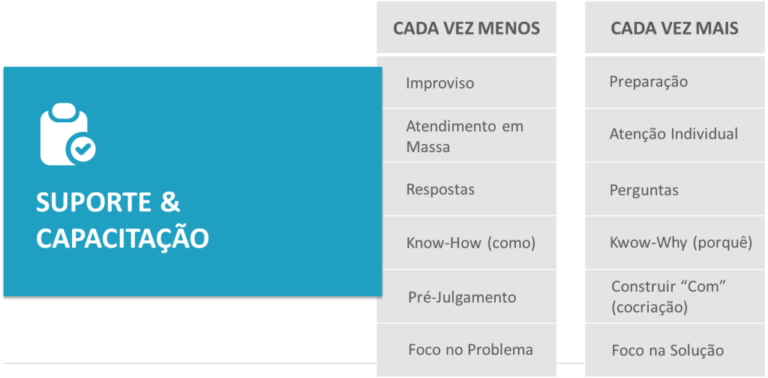 CADA VEZ MENOS
CADA VEZ MAIS
SUPORTE &
CAPACITAÇÃO
Improviso
Preparação
Atendimento em
Massa
Atenção Individual
Respostas
Perguntas
Know-How (como)
Kwow-Why (porquê)
Pré-Julgamento
Construir “Com”
(cocriação)
Foco no Problema
Foco na Solução